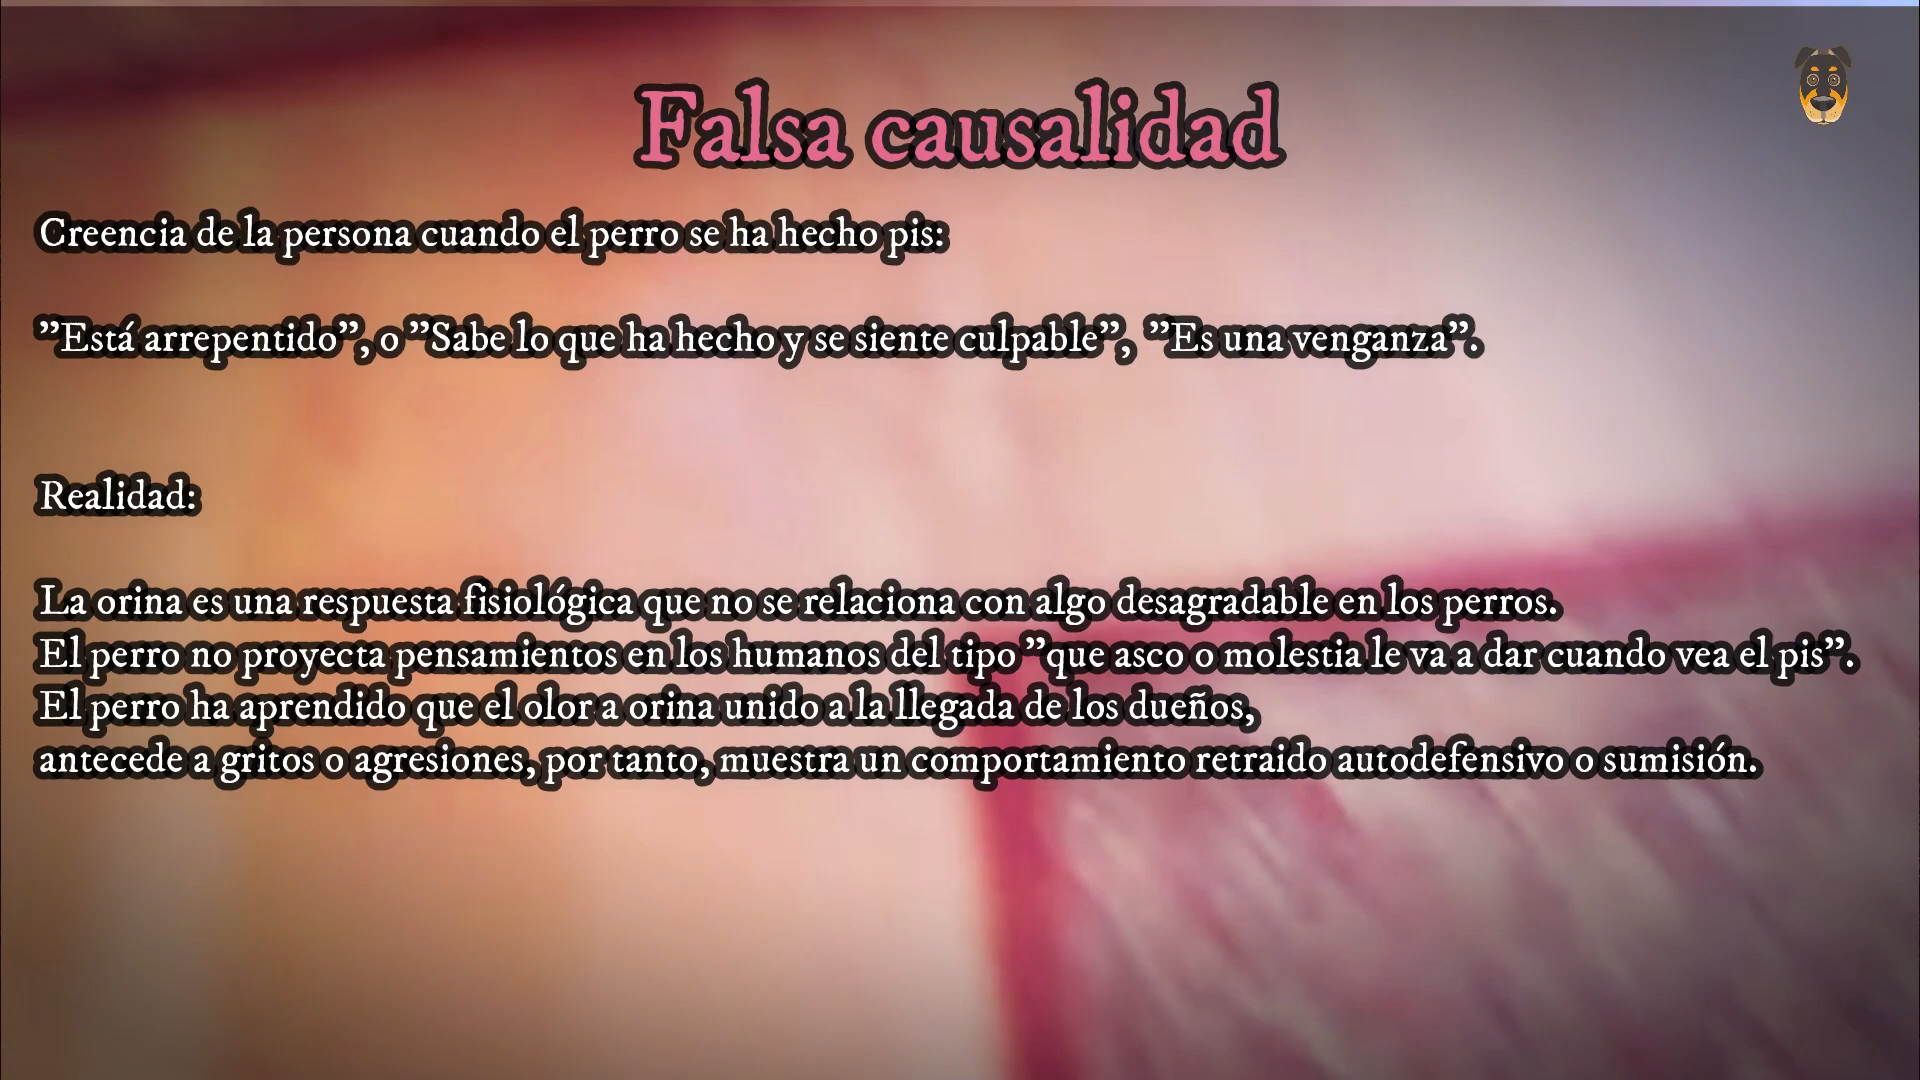 Falsa causalidad
Creencia de la persona cuando el perro se ha hecho pis:
"Está arrepentido", o "Sabe lo que ha hecho y se siente culpable", "Es una venganza".
Realidad:
La orina es una respuesta fisiológica que no se relaciona con algo desagradable en los perros.
El perro no proyecta pensamientos en los humanos del tipo "que asco o molestia le va a dar cuando vea el pis".
El perro ha aprendido que el olor a orina unido a la llegada de los dueños,
antecede a gritos o agresiones, por tanto, muestra un comportamiento retraido autodefensivo o sumisión.